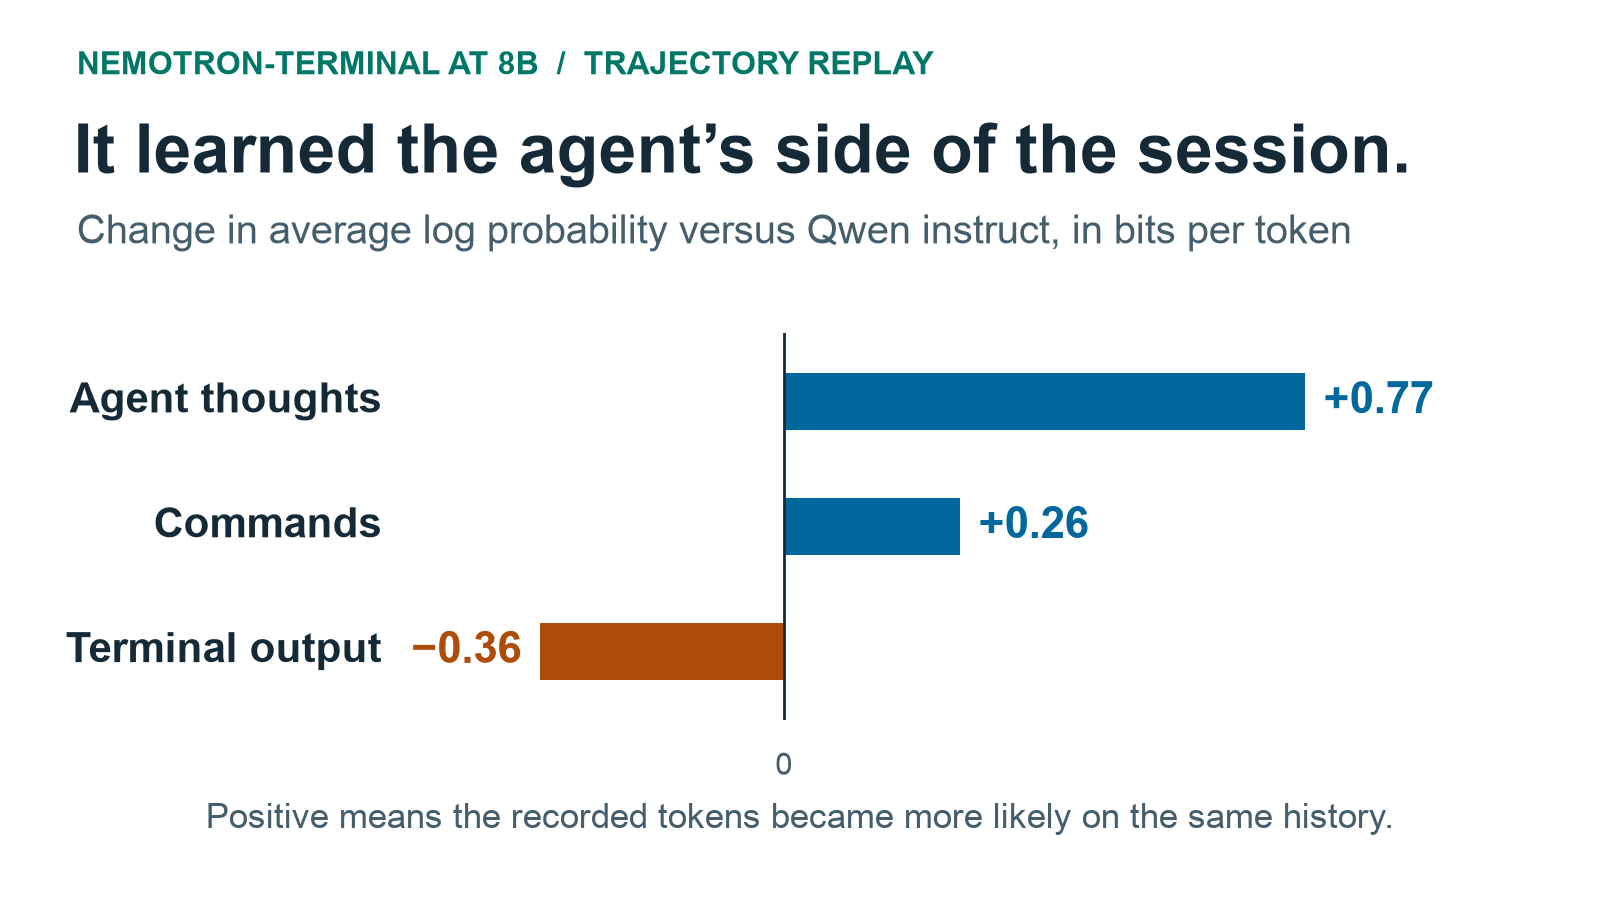 NEMOTRON-TERMINAL AT 8B / TRAJECTORY REPLAY
It learned the agent’s side of the session.
Change in average log probability versus Qwen instruct, in bits per token
Agent thoughts +0.77
Commands +0.26
Terminal output −0.36
0
Positive means the recorded tokens became more likely on the same history.